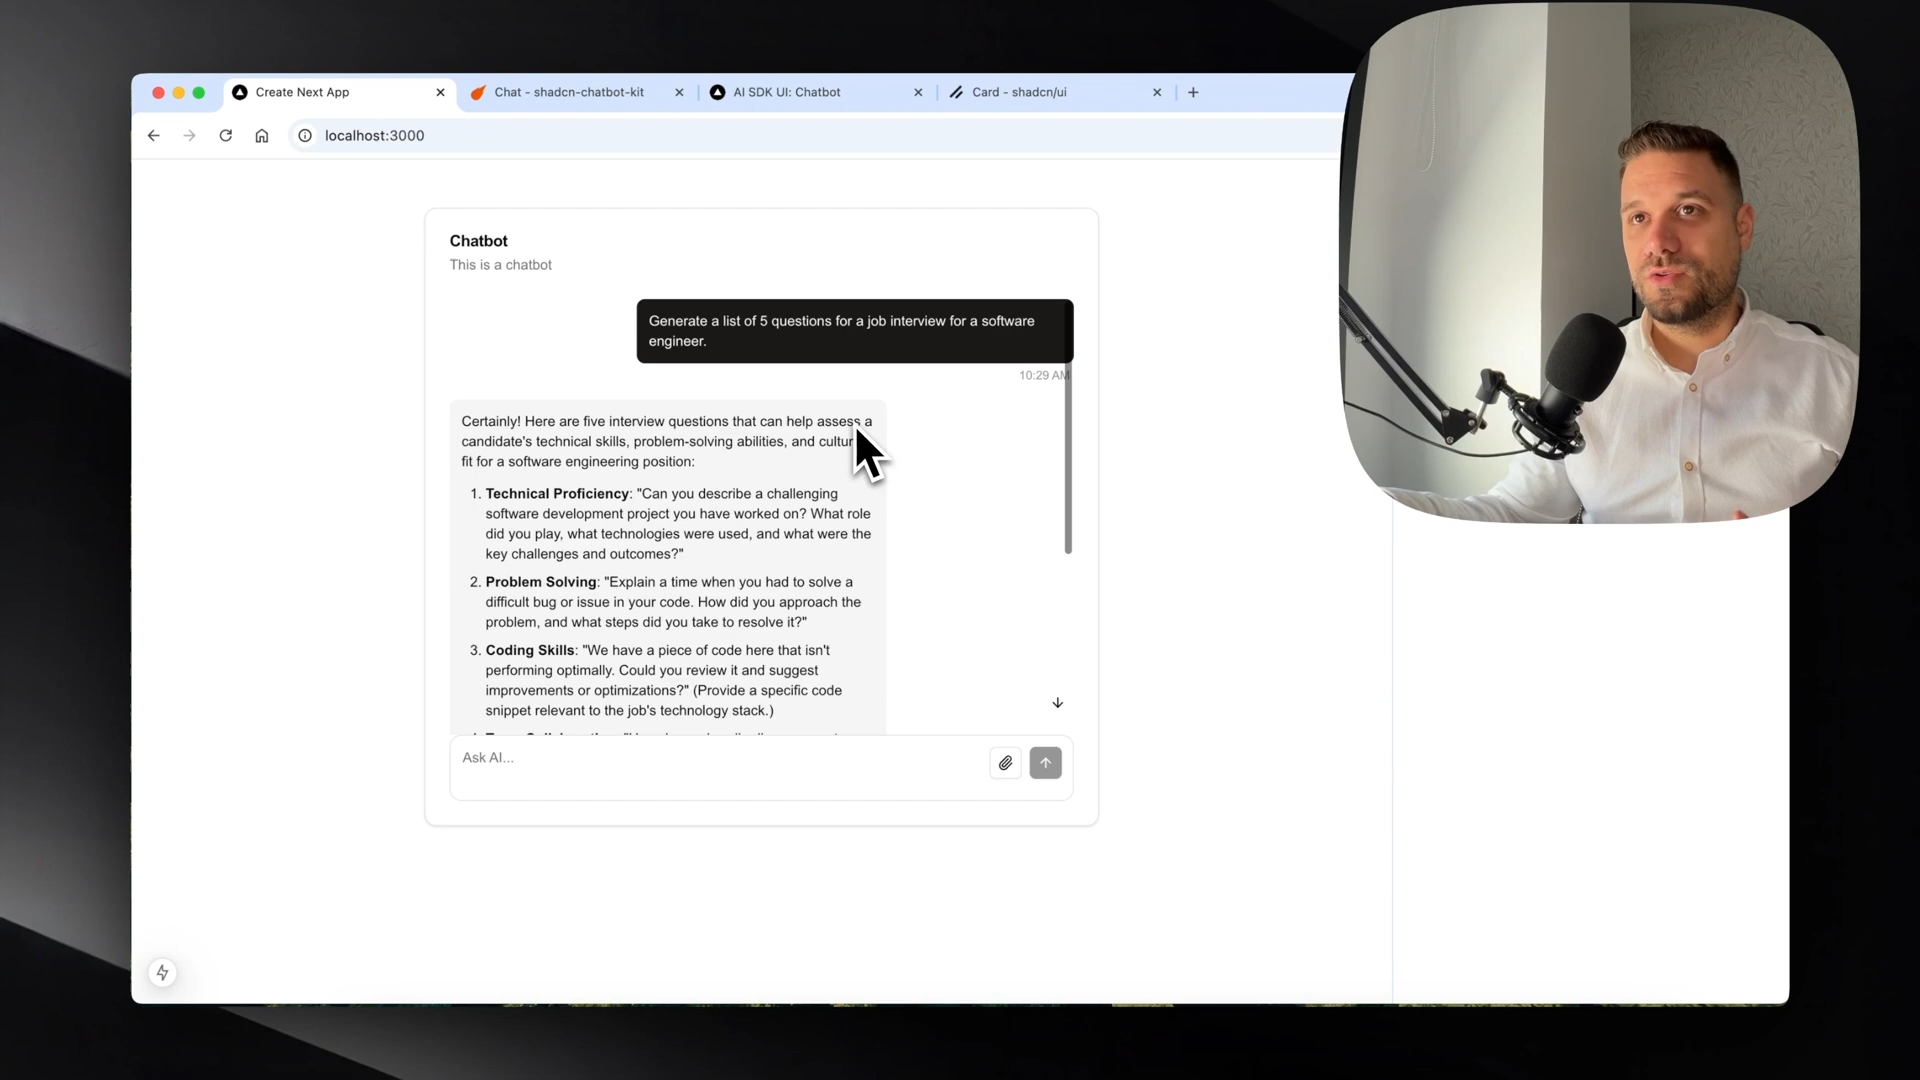 Create Next App
Chat - shadcn-chatbot-kit
AI SDK UI: Chatbot
Card - shadcn/ui
localhost:3000
Chatbot
This is a chatbot
Generate a list of 5 questions for a job interview for a software
engineer.
10:29 AM
Certainly! Here are five interview questions that can help assess a
candidate's technical skills, problem-solving abilities, and cultur
fit for a software engineering position:
1. Technical Proficiency: "Can you describe a challenging
software development project you have worked on? What role
did you play, what technologies were used, and what were the
key challenges and outcomes?"
2. Problem Solving: "Explain a time when you had to solve a
difficult bug or issue in your code. How did you approach the
problem, and what steps did you take to resolve it?"
3. Coding Skills: "We have a piece of code here that isn't
performing optimally. Could you review it and suggest
improvements or optimizations?" (Provide a specific code
snippet relevant to the job's technology stack.)
Ask AI...